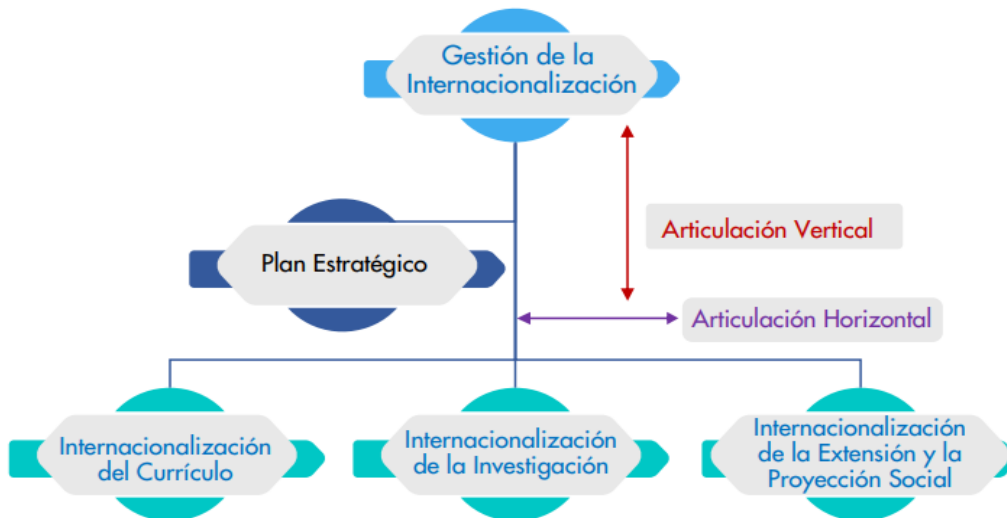 Gestión de la
Internacionalización
Articulación Vertical
Plan Estratégico
Articulación Horizontal
Internacionalización
del Currículo
Internacionalización
de la Investigación
Internacionalización
de la Extensión y la
Proyección Social